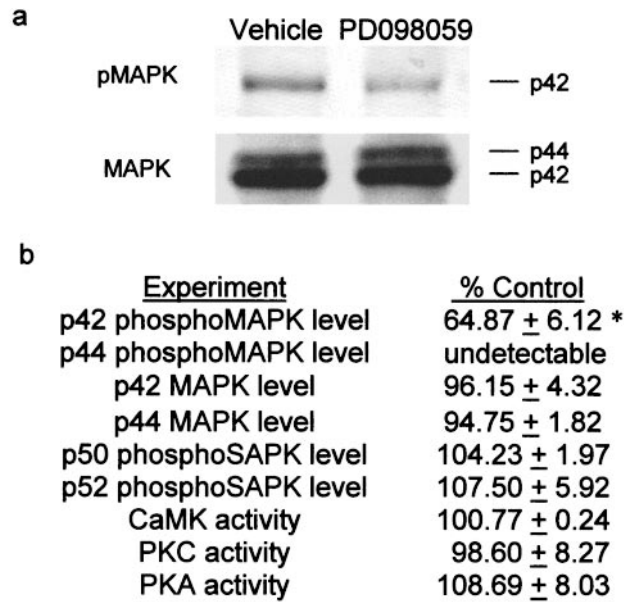 a
Vehicle PD098059
pMAPK
p42
MAPK
p44
p42
b
Experiment % Control
p42 phosphoMAPK level 64.87 ± 6.12 *
p44 phosphoMAPK level undetectable
p42 MAPK level 96.15 ± 4.32
p44 MAPK level 94.75 ± 1.82
p50 phosphoSAPK level 104.23 ± 1.97
p52 phosphoSAPK level 107.50 ± 5.92
CaMK activity 100.77 ± 0.24
PKC activity 98.60 ± 8.27
PKA activity 108.69 ± 8.03